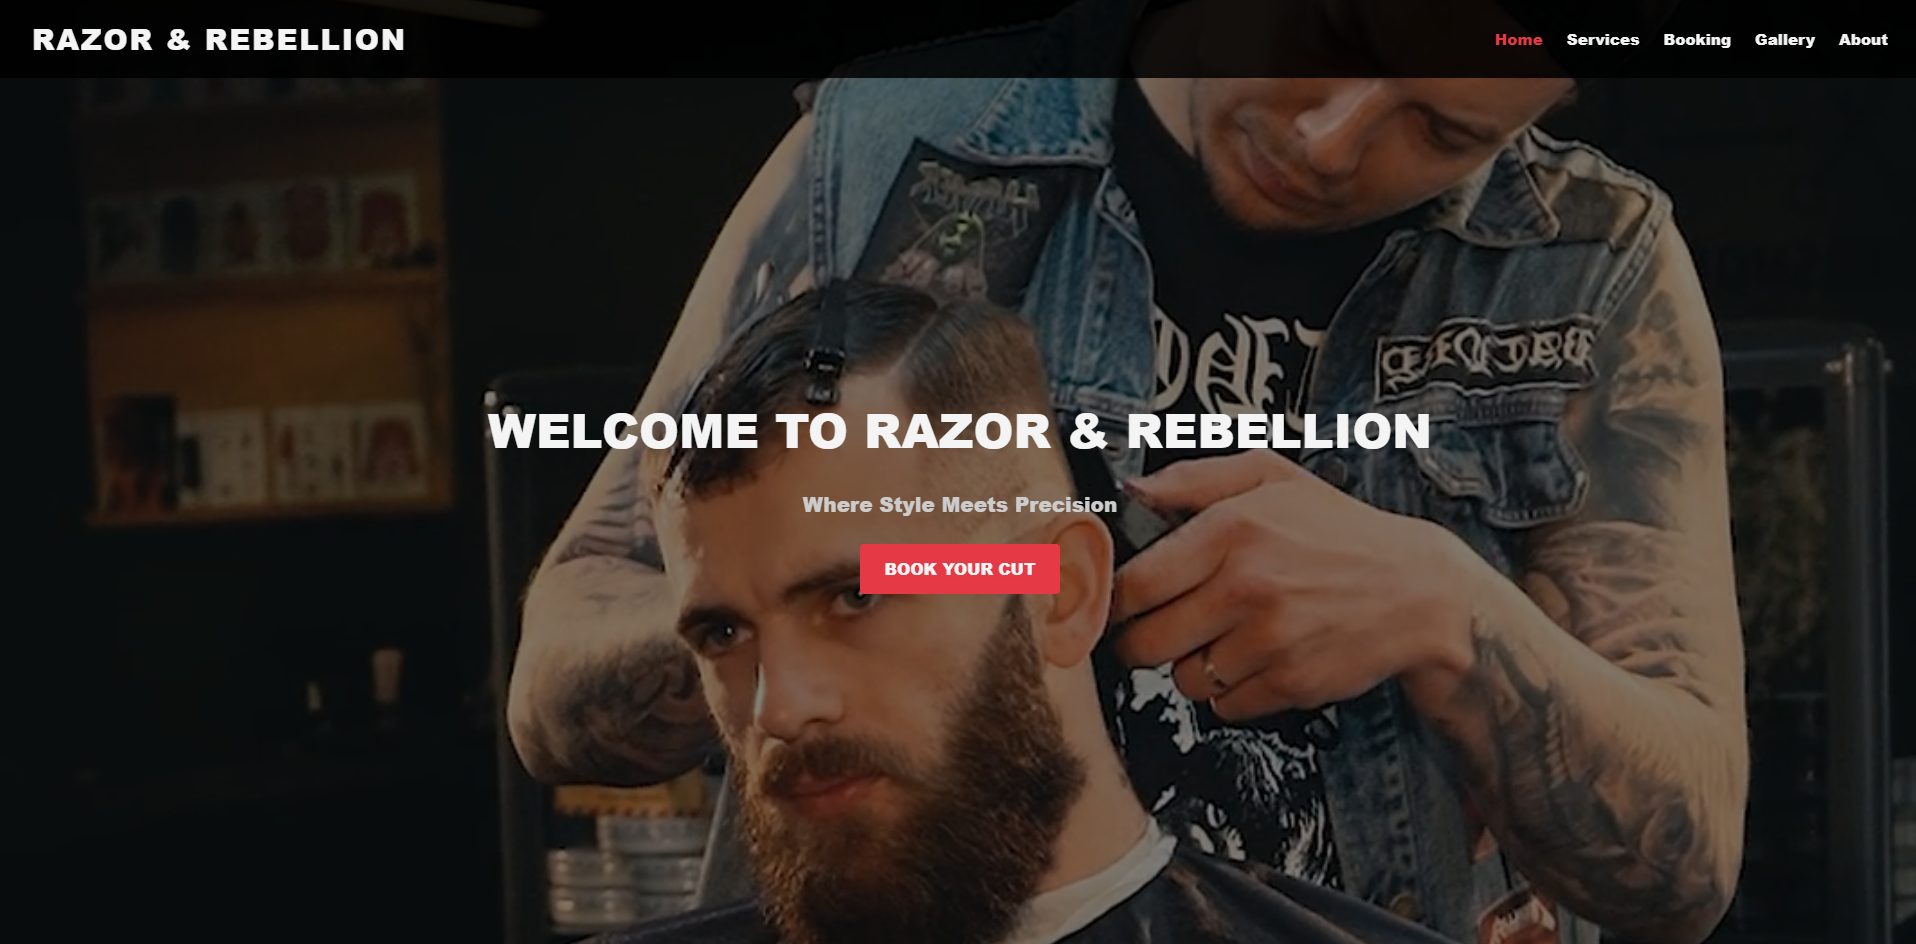 RAZOR & REBELLION
Home Services Booking Gallery About
WELCOME TO RAZOR & REBELLION
Where Style Meets Precision
BOOK YOUR CUT